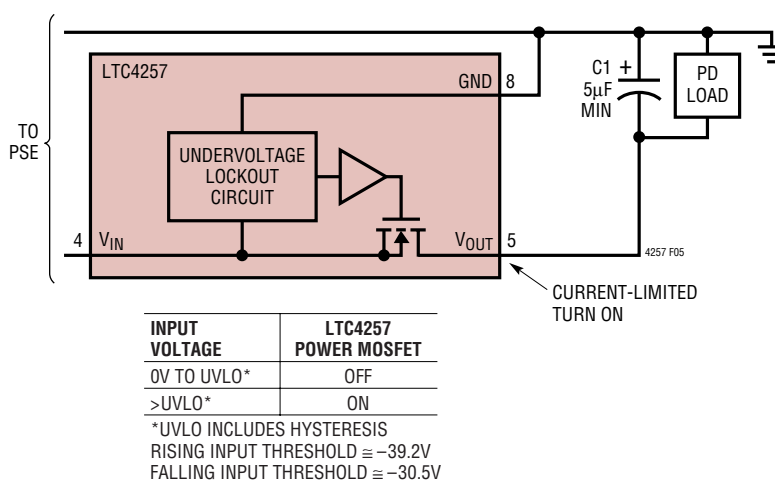 LTC4257
GND 8
C1 +
5μF
MIN
PD
LOAD
TO
PSE
UNDERVOLTAGE
LOCKOUT
CIRCUIT
4 VIN
VOUT 5
4257 F05
CURRENT-LIMITED
TURN ON
INPUT VOLTAGE LTC4257 POWER MOSFET
0V TO UVLO* OFF
>UVLO* ON
*UVLO INCLUDES HYSTERESIS
RISING INPUT THRESHOLD ≅ –39.2V
FALLING INPUT THRESHOLD ≅ –30.5V